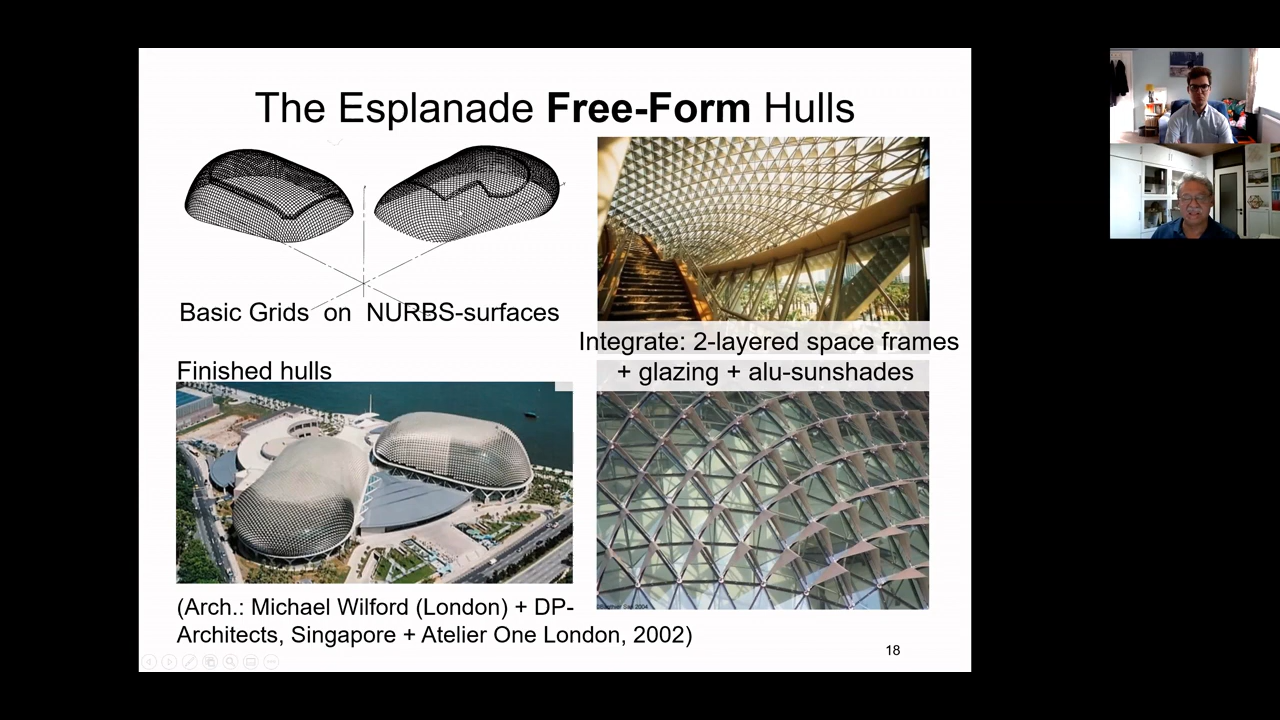 The Esplanade Free-Form Hulls
Basic Grids on NURBS-surfaces
Integrate: 2-layered space frames
+ glazing + alu-sunshades
Finished hulls
(Arch.: Michael Wilford (London) + DP-
Architects, Singapore + Atelier One London, 2002)
18